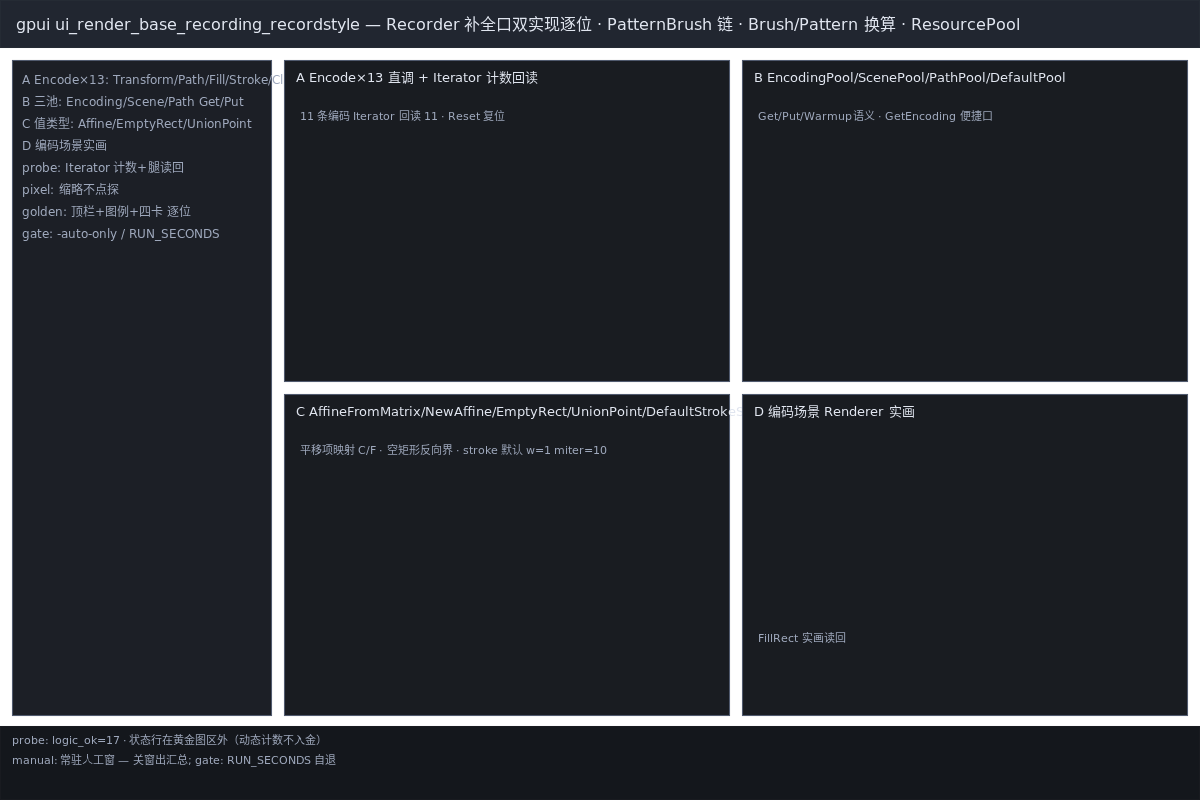 gpui ui_render_base_recording_recordstyle — Recorder 补全口双实现逐位 · PatternBrush 链 · Brush/Pattern 换算 · ResourcePool
A Encode×13: Transform/Path/Fill/Stroke/Cl
B 三池: Encoding/Scene/Path Get/Put
C 值类型: Affine/EmptyRect/UnionPoint
D 编码场景实画
probe: Iterator 计数+腿读回
pixel: 缩略不点探
golden: 顶栏+图例+四卡 逐位
gate: -auto-only / RUN_SECONDS
A Encode×13 直调 + Iterator 计数回读
11 条编码 Iterator 回读 11 · Reset 复位
B EncodingPool/ScenePool/PathPool/DefaultPool
Get/Put/Warmup语义 · GetEncoding 便捷口
C AffineFromMatrix/NewAffine/EmptyRect/UnionPoint/DefaultStroke
平移项映射 C/F · 空矩形反向界 · stroke 默认 w=1 miter=10
D 编码场景 Renderer 实画
FillRect 实画读回
probe: logic_ok=17 · 状态行在黄金图区外（动态计数不入金）
manual: 常驻人工窗 — 关窗出汇总; gate: RUN_SECONDS 自退